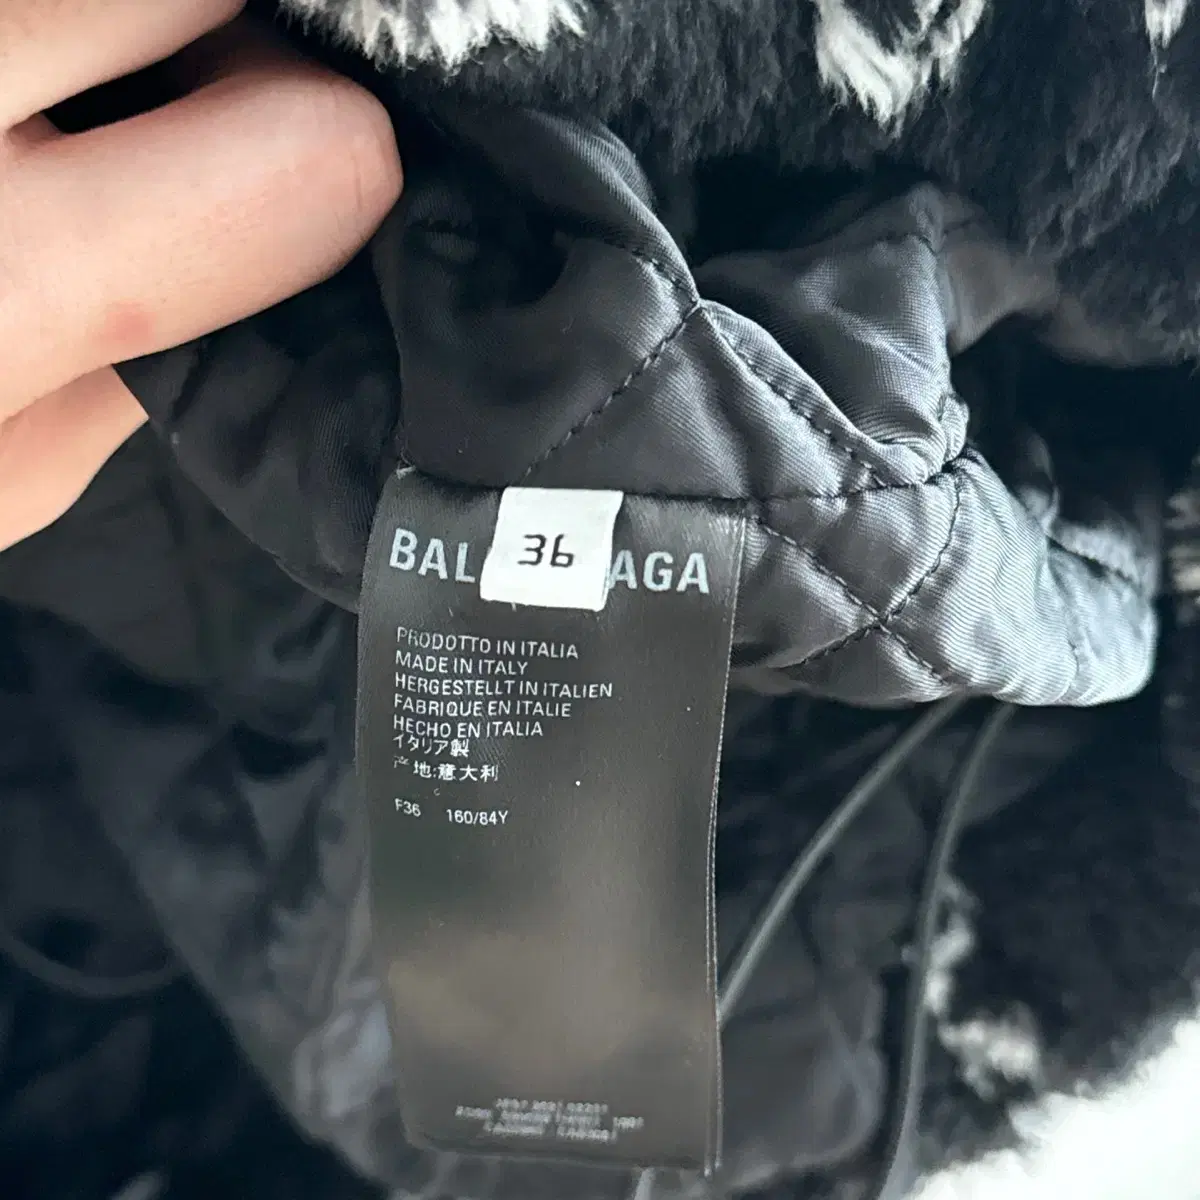 BAL AGA
36
PRODOTTO IN ITALIA
MADE IN ITALY
HERGESTELLT IN ITALIEN
FABRIQUE EN ITALIE
HECHO EN ITALIA
イタリア製
产地:意大利
F36 160/84Y